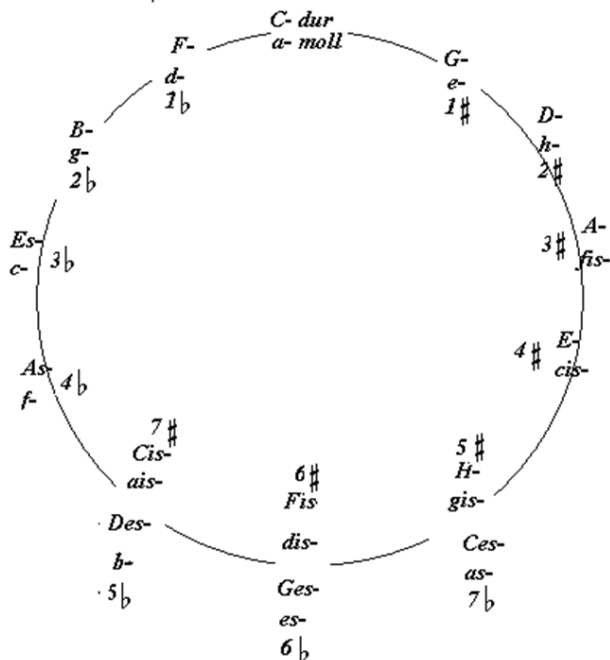 C- dur
a- moll
G-
e-
1♯
D-
h-
2♯
A-
3♯
fis-
E-
4♯
cis-
5♯
H-
gis-
Ces-
as-
7♭
6♯
Fis
dis-
Ges-
es-
6♭
7♯
Cis-
ais-
Des-
b-
5♭
As-
4♭
f-
Es-
3♭
c-
B-
g-
2♭
F-
d-
1♭